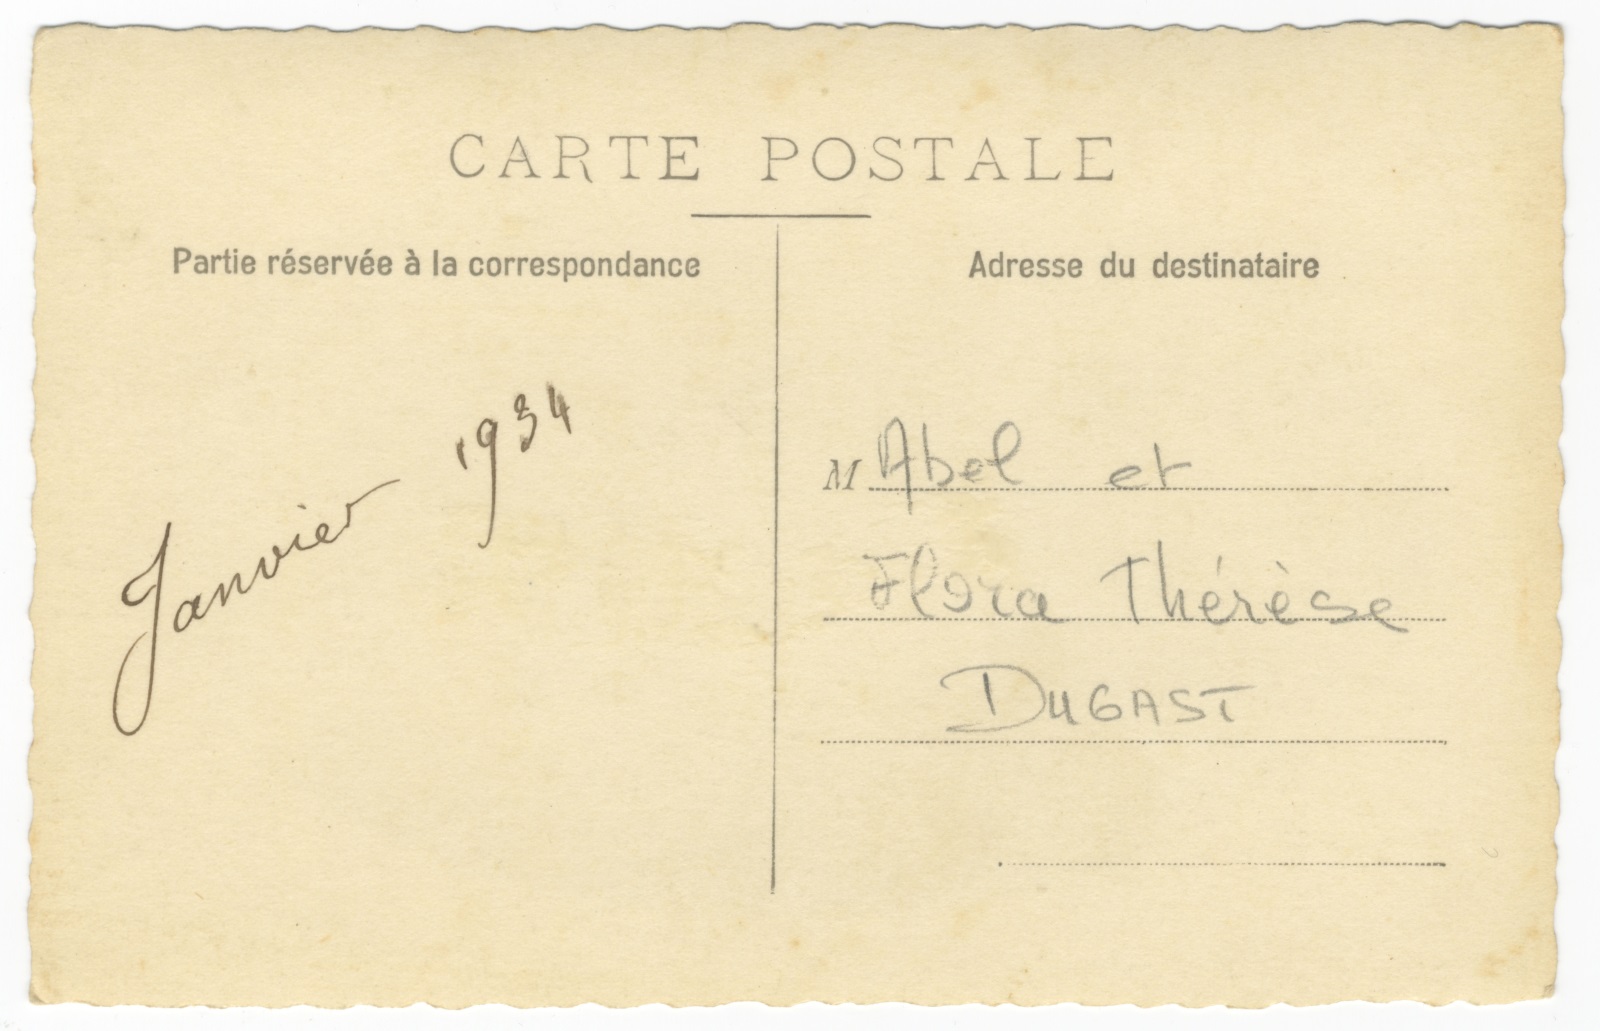 CARTE POSTALE
Partie réservée à la correspondance
Janvier 1934
Adresse du destinataire
M Abel et
Flora Thérèse
DUGAST